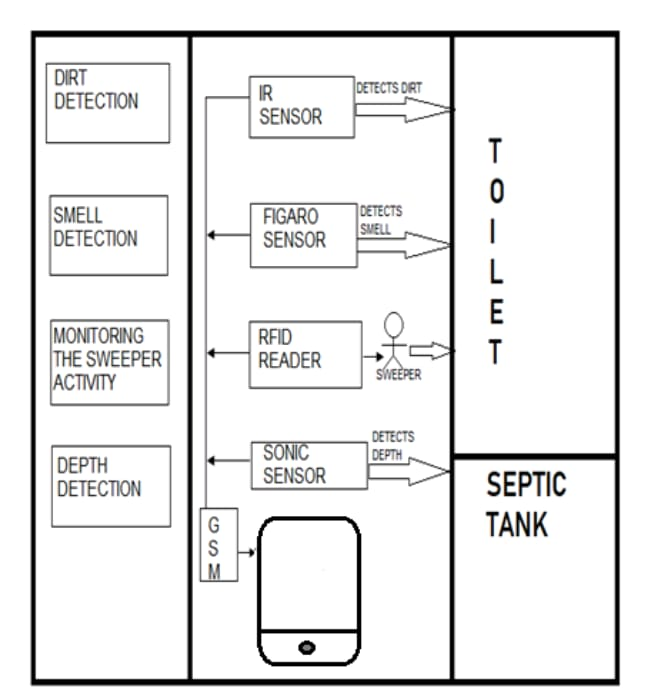 DIRT
DETECTION
SMELL
DETECTION
MONITORING
THE SWEEPER
ACTIVITY
DEPTH
DETECTION
IR
SENSOR
DETECTS DIRT
FIGARO
SENSOR
DETECTS
SMELL
RFID
READER
SWEEPER
SONIC
SENSOR
DETECTS
DEPTH
G
S
M
T
O
I
L
E
T
SEPTIC
TANK